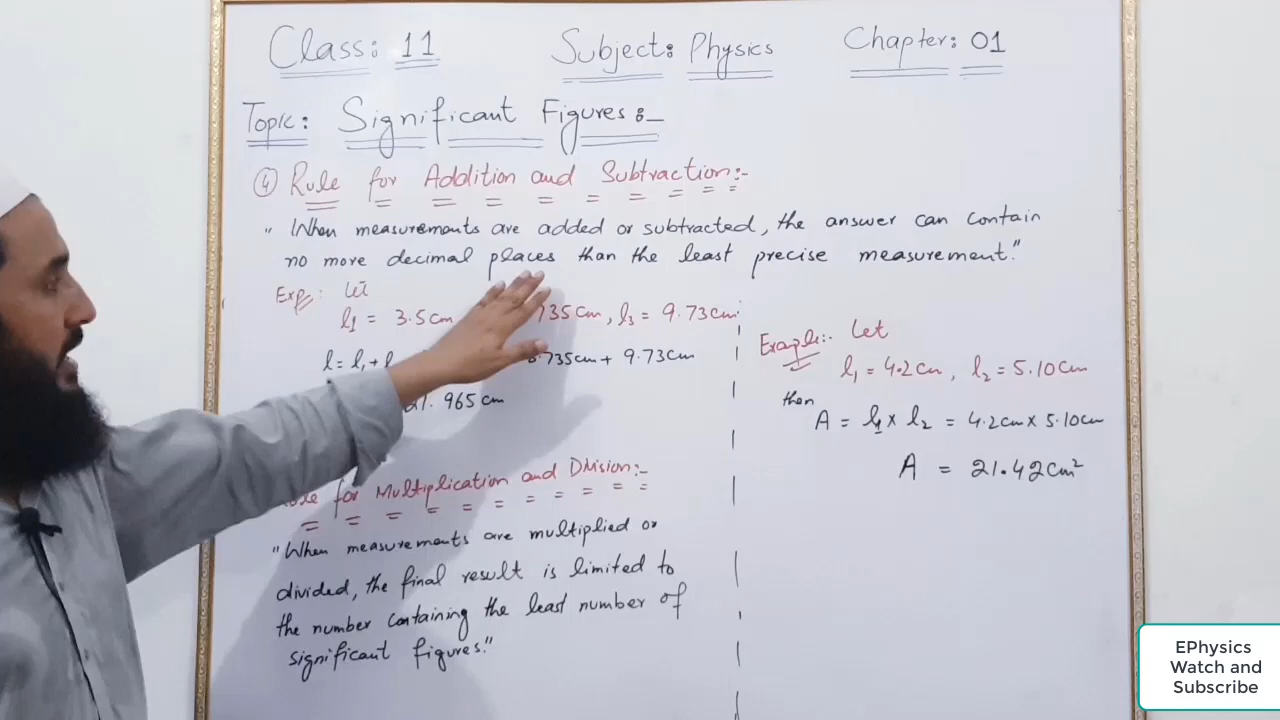 Class: 11 Subject: Physics Chapter: 01
Topic: Significant Figures :-
④ Rule for Addition and Subtraction:-
"When measurements are added or subtracted, the answer can contain
no more decimal places than the least precise measurement."
Exp: Let
l₁ = 3.5cm 735cm, l₃ = 9.73cm
l = l₁ + l 735cm + 9.73cm
21.965 cm
for Multiplication and Division:-
"When measurements are multiplied or
divided, the final result is limited to
the number containing the least number of
significant figures."
Example:- Let
l₁ = 4.2cm, l₂ = 5.10cm
then
A = l₁ x l₂ = 4.2cm x 5.10cm
A = 21.42cm²
EPhysics
Watch and
Subscribe